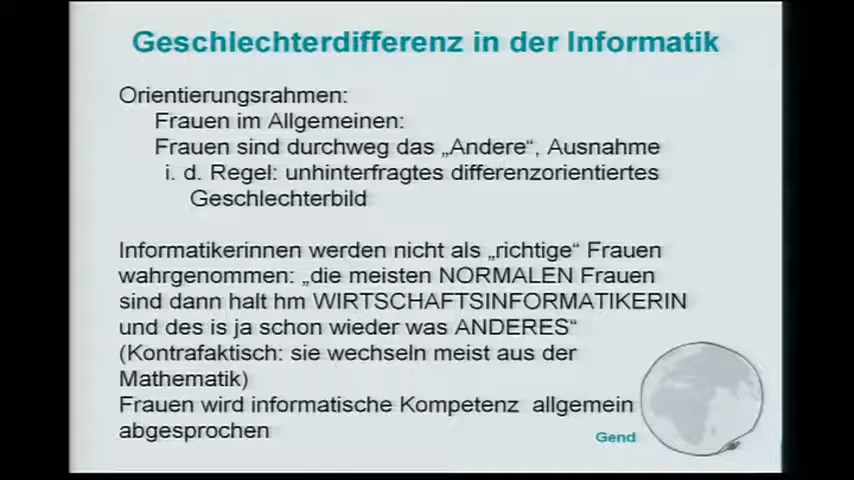 Geschlechterdifferenz in der Informatik
Orientierungsrahmen:
Frauen im Allgemeinen:
Frauen sind durchweg das „Andere“, Ausnahme
i. d. Regel: unhinterfragtes differenzorientiertes
Geschlechterbild
Informatikerinnen werden nicht als „richtige“ Frauen
wahrgenommen: „die meisten NORMALEN Frauen
sind dann halt hm WIRTSCHAFTSINFORMATIKERIN
und des is ja schon wieder was ANDERES“
(Kontrafaktisch: sie wechseln meist aus der
Mathematik)
Frauen wird informatische Kompetenz allgemein
abgesprochen
Gend